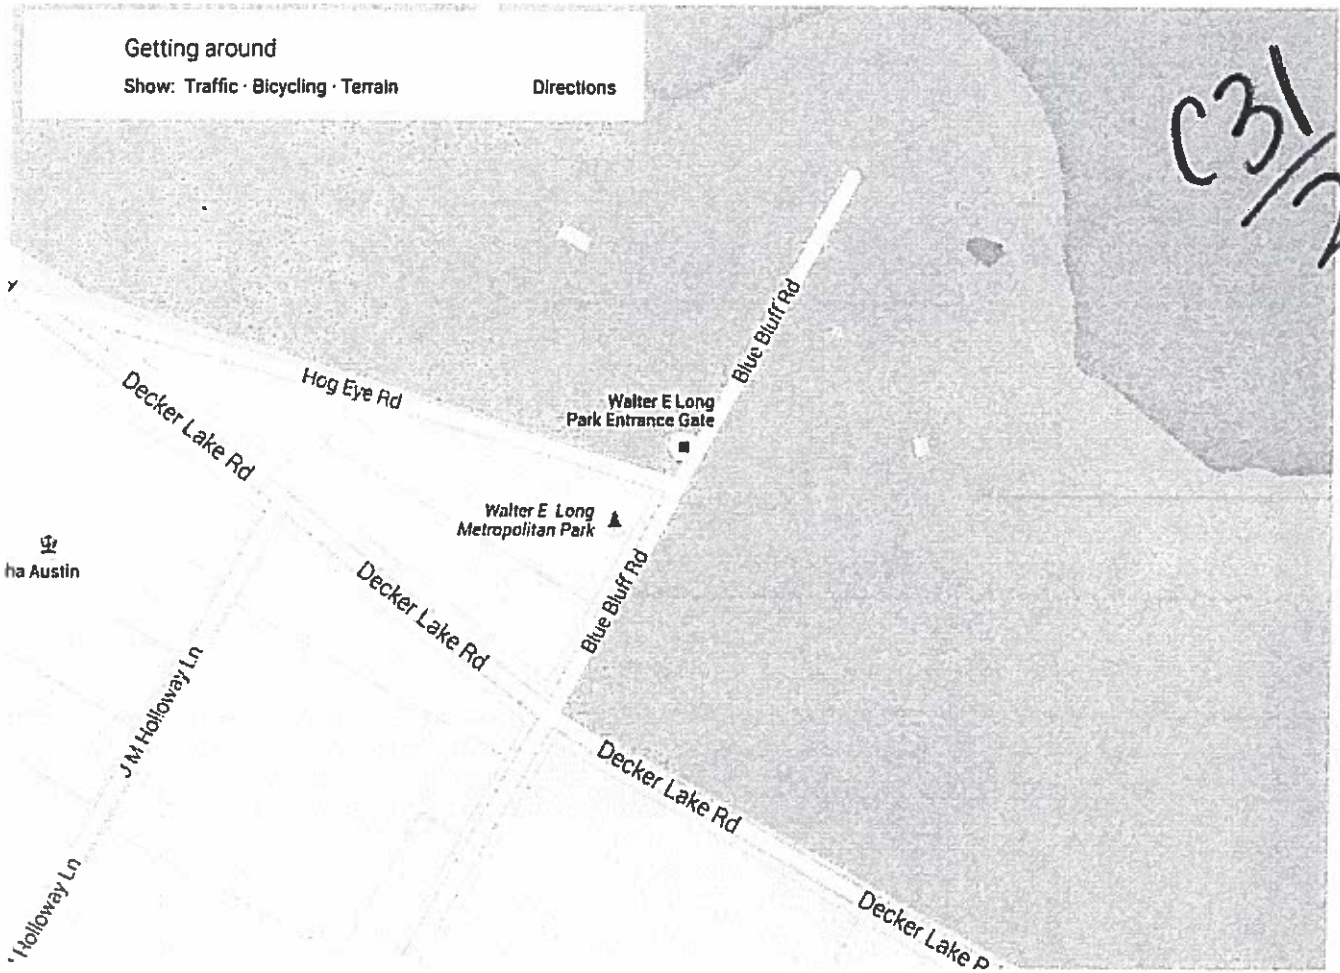 Getting around
Show: Traffic · Bicycling · Terrain
Directions
C31/
Blue Bluff Rd
Hog Eye Rd
Decker Lake Rd
Walter E Long
Park Entrance Gate
Walter E Long
Metropolitan Park
ha Austin
Decker Lake Rd
Blue Bluff Rd
J M Holloway Ln
Decker Lake Rd
Holloway Ln
Decker Lake R